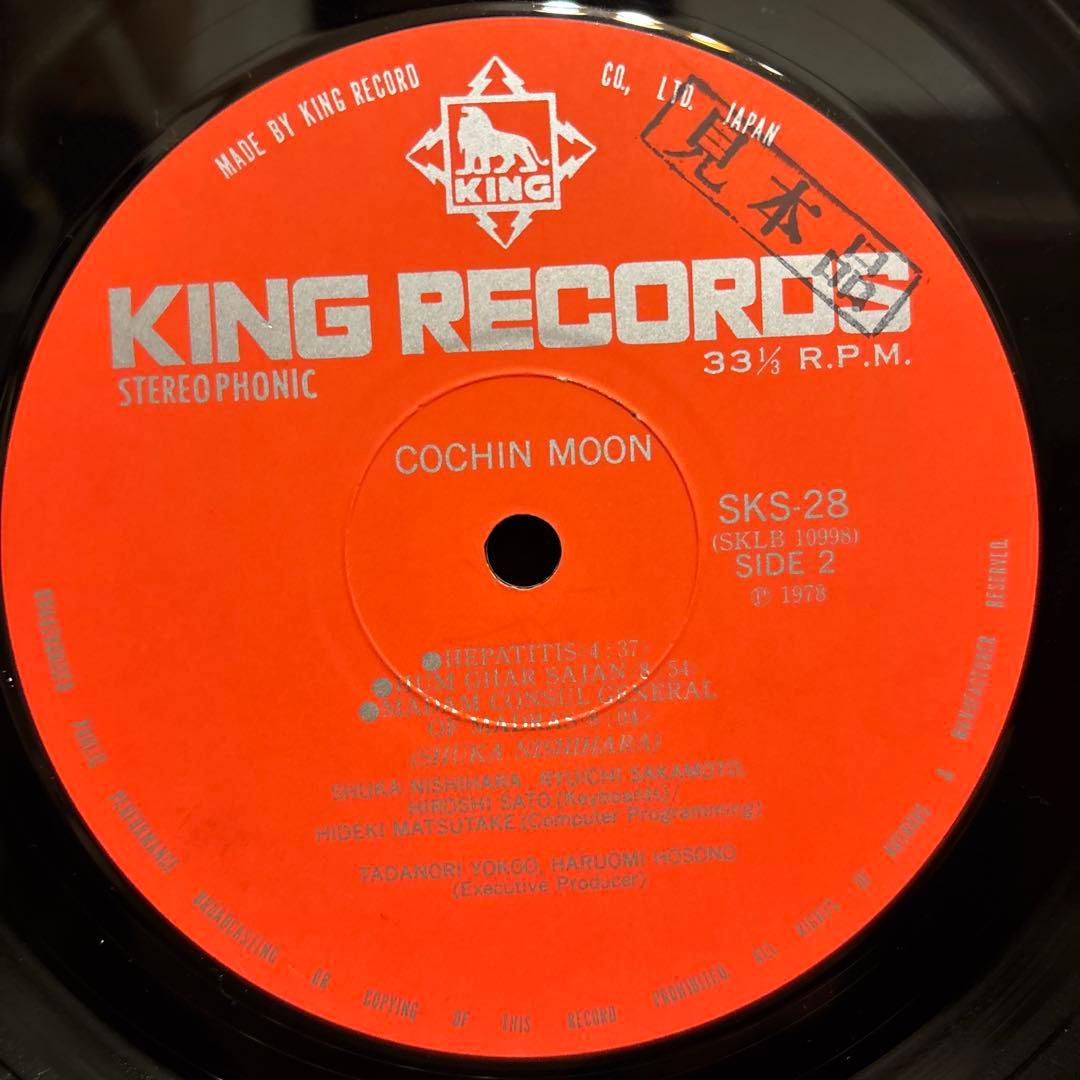 MADE BY KING RECORD CO., LTD. JAPAN
KING
見本品
KING RECORDS
STEREOPHONIC
33⅓ R.P.M.
COCHIN MOON
SKS-28
(SKLB 10998)
SIDE 2
Ⓟ 1978
●HEPATITIS<4:37>
●HUM GHAR SAJAN<8:54>
●MADAM CONSUL GENERAL
OF MADRAS<8:04>
(SHUKA NISHIHARA)
SHUKA NISHIHARA, RYUICHI SAKAMOTO,
HIROSHI SATO (Keyboards)/
HIDEKI MATSUTAKE (Computer Programming)
TADANORI YOKOO, HARUOMI HOSONO
(Executive Producer)
UNAUTHORIZED PUBLIC PERFORMANCE BROADCASTING OR COPYING OF THIS RECORD PROHIBITED. ALL RIGHTS OF ARTISTS & MANUFACTURER RESERVED.